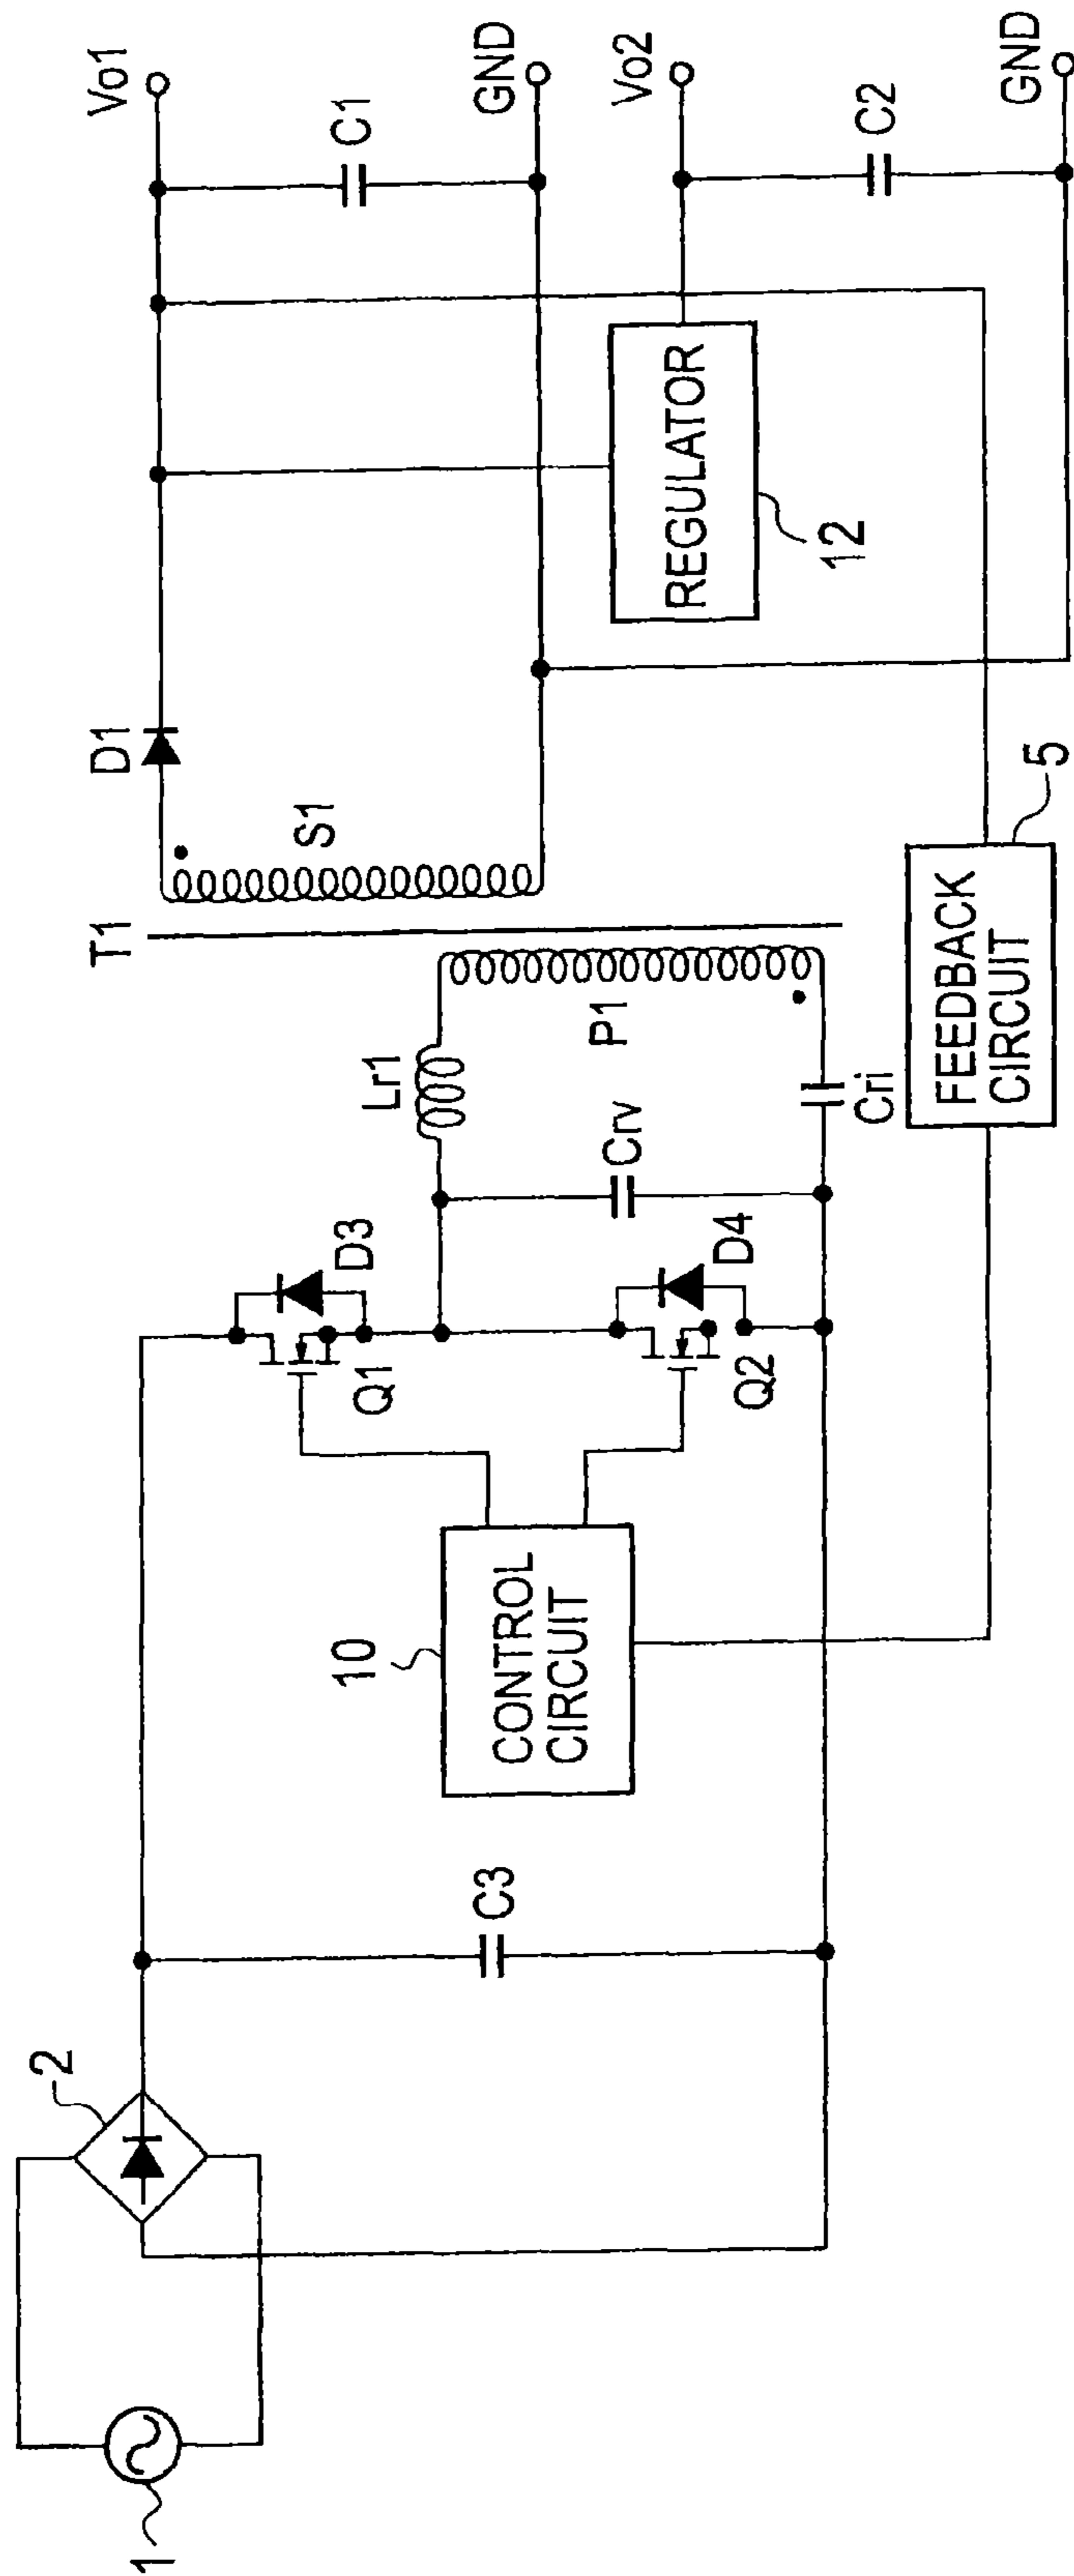 1
2
C3
10
CONTROL
CIRCUIT
Q1
D3
Q2
D4
Crv
Lr1
Cri
P1
T1
S1
D1
FEEDBACK
CIRCUIT
5
REGULATOR
12
C1
C2
Vo1
GND
Vo2
GND